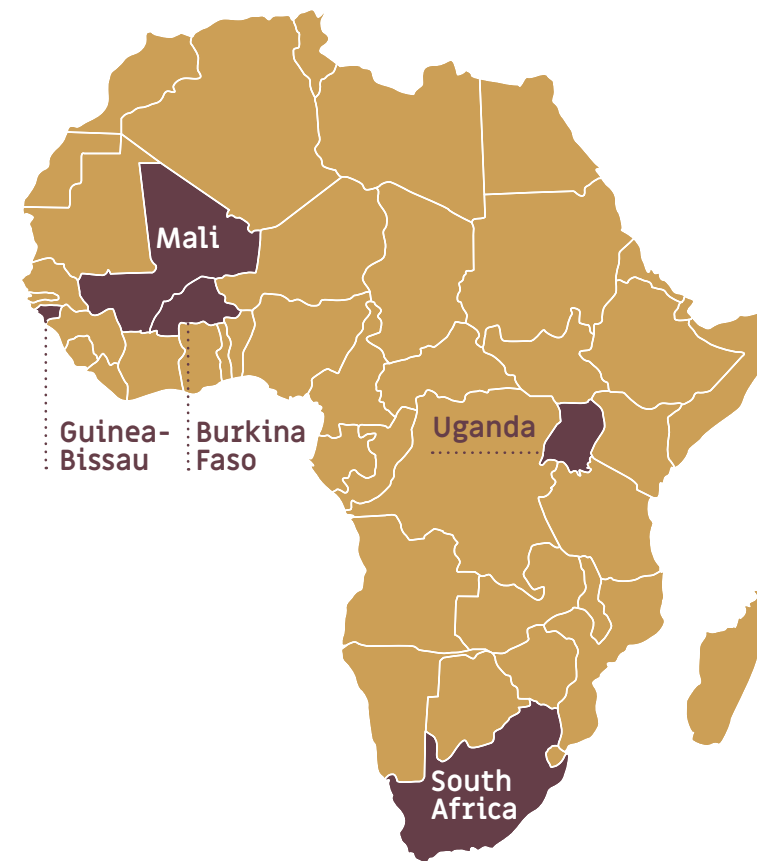 Mali
Guinea-
Bissau
Burkina
Faso
Uganda
South
Africa